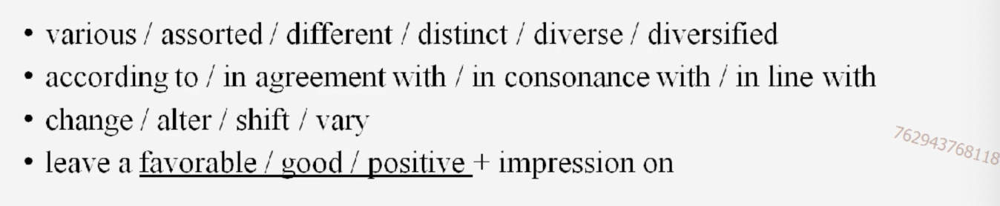 • various / assorted / different / distinct / diverse / diversified
• according to / in agreement with / in consonance with / in line with
• change / alter / shift / vary
762943768118
• leave a favorable / good / positive + impression on